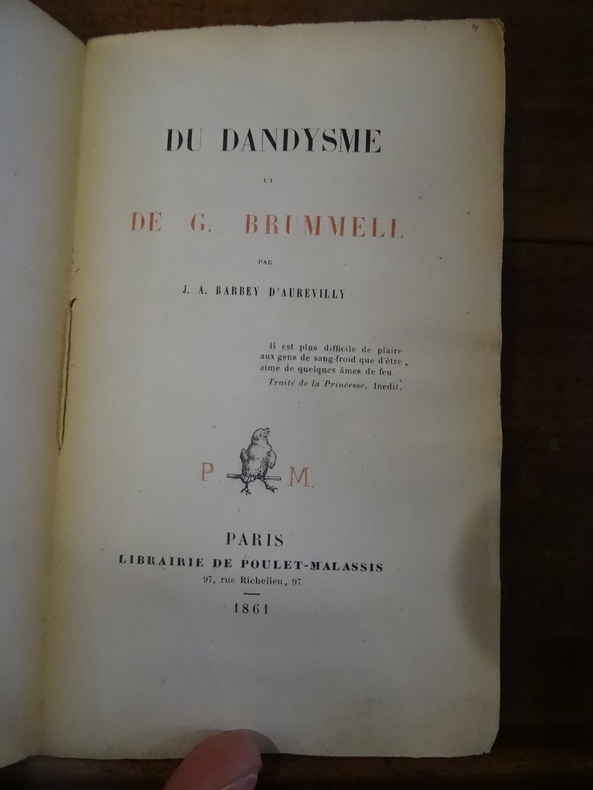 DU DANDYSME
ET
DE G. BRUMMELL
PAR
J. A. BARBEY D'AUREVILLY
Il est plus difficile de plaire
aux gens de sang-froid que d'être
aimé de quelques âmes de feu.
Traité de la Princesse. Inédit.
P. M.
PARIS
LIBRAIRIE DE POULET-MALASSIS
97, rue Richelieu, 97
1861